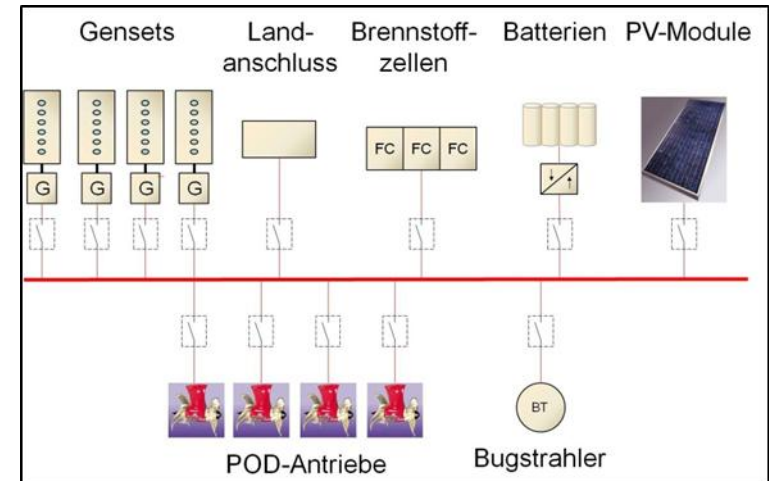 Gensets
Land-
anschluss
Brennstoff-
zellen
Batterien
PV-Module
FC FC FC
G G G G
POD-Antriebe
BT
Bugstrahler